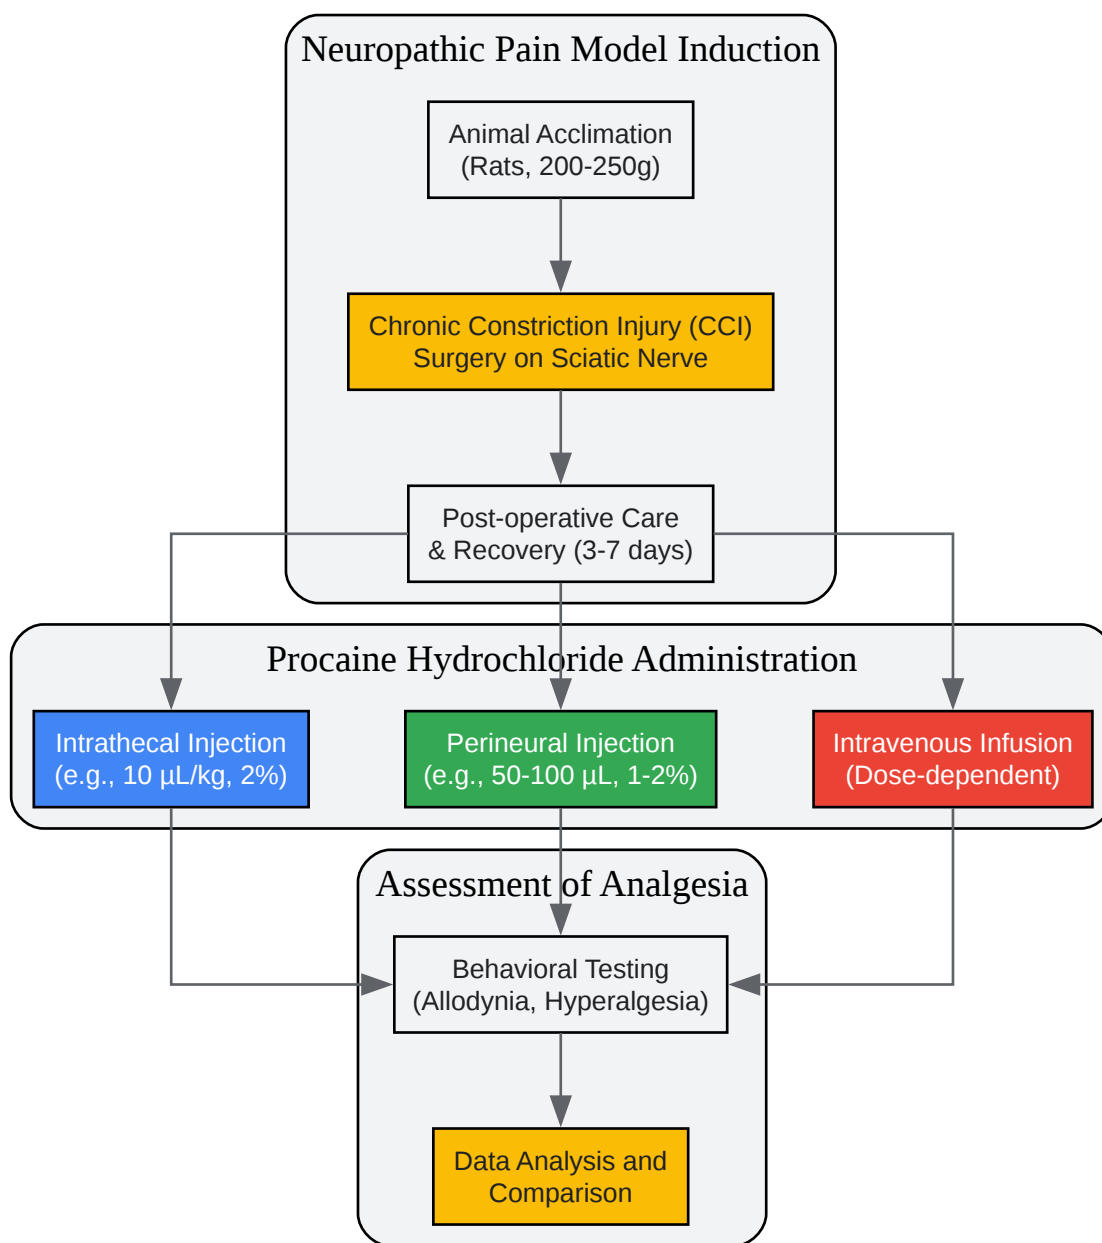 Neuropathic Pain Model Induction
Animal Acclimation
(Rats, 200-250g)
Chronic Constriction Injury (CCI)
Surgery on Sciatic Nerve
Post-operative Care
& Recovery (3-7 days)
Procaine Hydrochloride Administration
Intrathecal Injection
(e.g., 10 µL/kg, 2%)
Perineural Injection
(e.g., 50-100 µL, 1-2%)
Intravenous Infusion
(Dose-dependent)
Assessment of Analgesia
Behavioral Testing
(Allodynia, Hyperalgesia)
Data Analysis and
Comparison